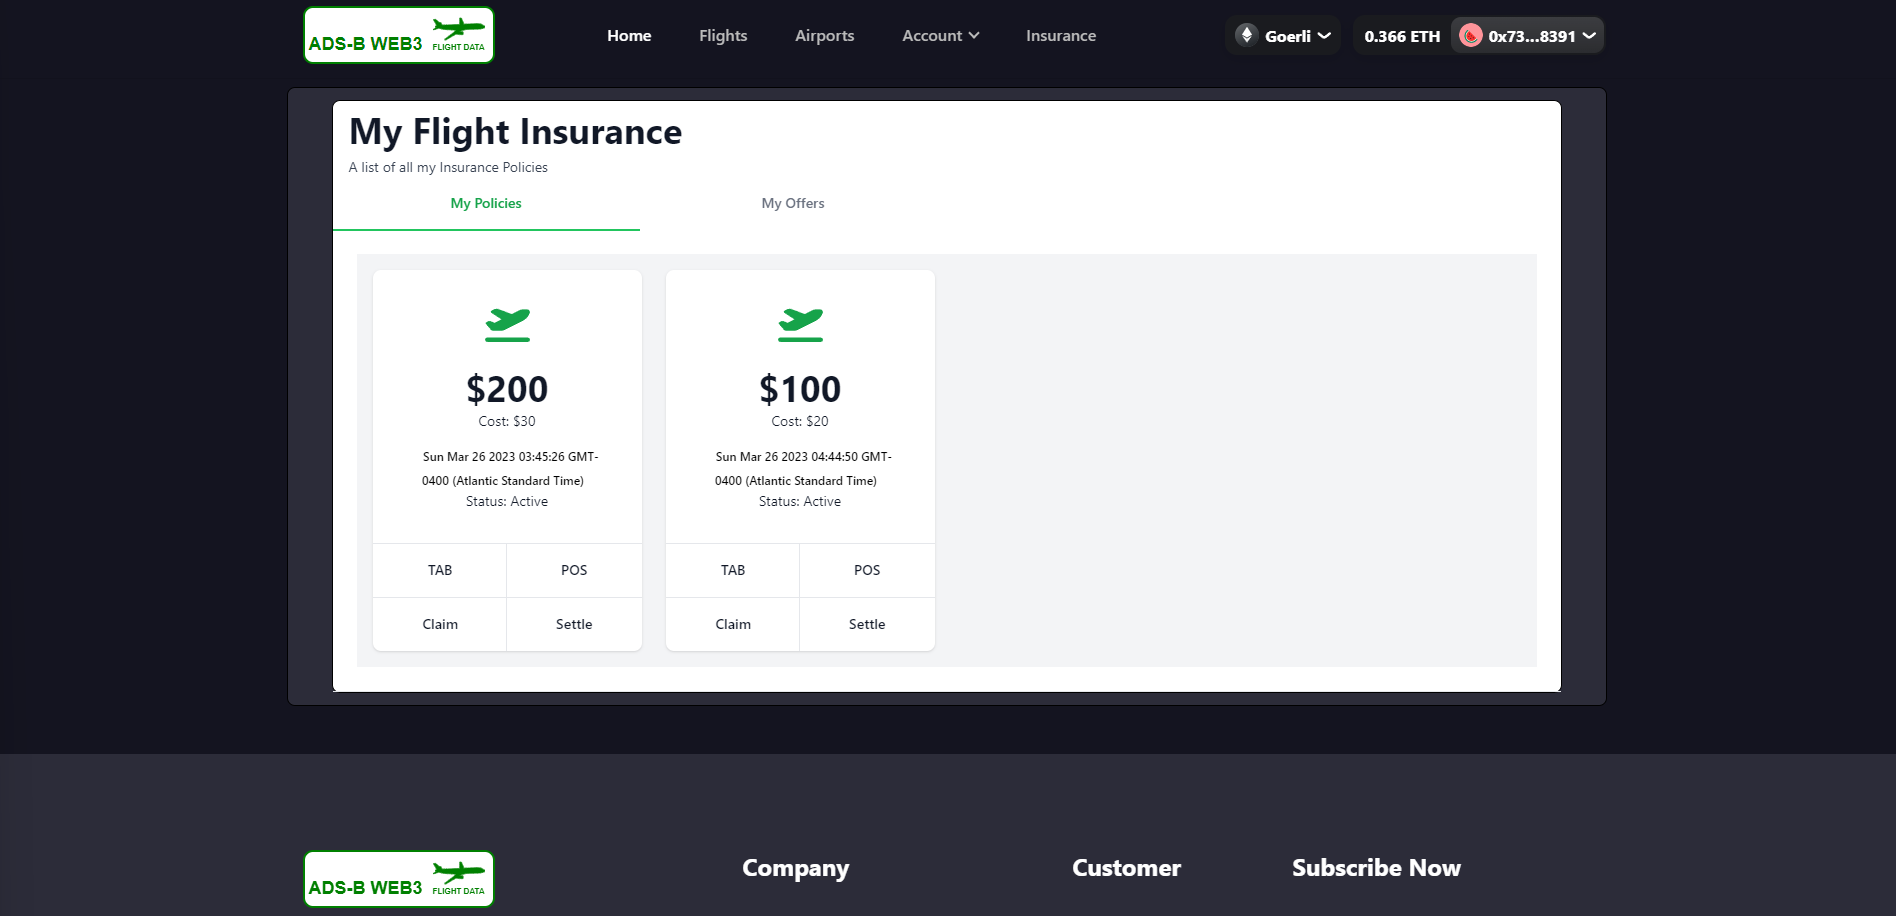 ADS-B WEB3 FLIGHT DATA
Home Flights Airports Account Insurance
Goerli 0.366 ETH 0x73...8391
My Flight Insurance
A list of all my Insurance Policies
My Policies My Offers
$200
Cost: $30
Sun Mar 26 2023 03:45:26 GMT-
0400 (Atlantic Standard Time)
Status: Active
TAB POS
Claim Settle
$100
Cost: $20
Sun Mar 26 2023 04:44:50 GMT-
0400 (Atlantic Standard Time)
Status: Active
TAB POS
Claim Settle
ADS-B WEB3 FLIGHT DATA
Company Customer Subscribe Now